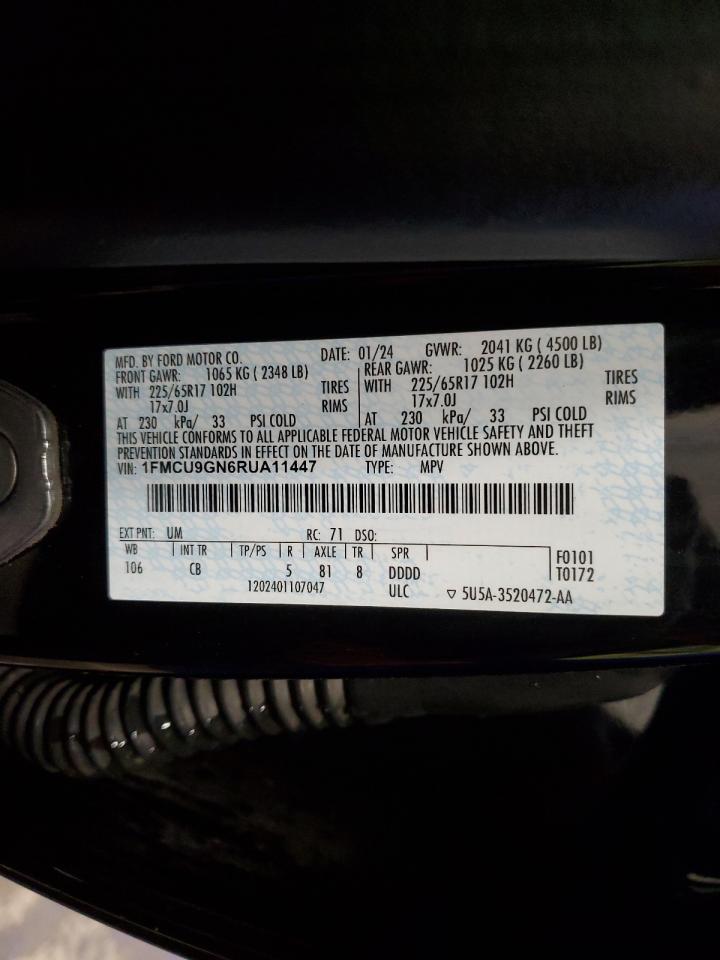 MFD. BY FORD MOTOR CO. DATE: 01/24 GVWR: 2041 KG ( 4500 LB)
FRONT GAWR: 1065 KG ( 2348 LB) REAR GAWR: 1025 KG ( 2260 LB)
WITH 225/65R17 102H TIRES WITH 225/65R17 102H TIRES
17x7.0J RIMS 17x7.0J RIMS
AT 230 kPa/ 33 PSI COLD AT 230 kPa/ 33 PSI COLD
THIS VEHICLE CONFORMS TO ALL APPLICABLE FEDERAL MOTOR VEHICLE SAFETY AND THEFT
PREVENTION STANDARDS IN EFFECT ON THE DATE OF MANUFACTURE SHOWN ABOVE.
VIN: 1FMCU9GN6RUA11447 TYPE: MPV
EXT PNT: UM RC: 71 DSO:
WB INT TR TP/PS R AXLE TR SPR F0101
106 CB 5 81 8 DDDD T0172
1202401107047 ULC ▽ 5U5A-3520472-AA